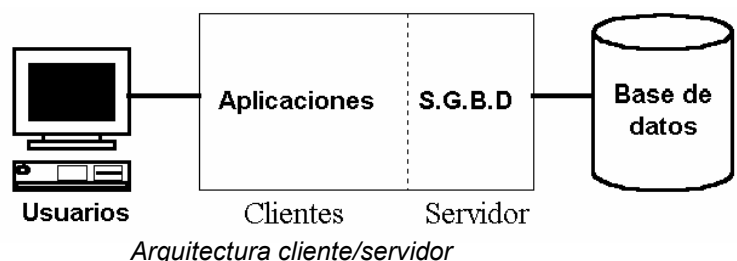 Aplicaciones
S.G.B.D
Base de
datos
Usuarios
Clientes
Servidor
Arquitectura cliente/servidor